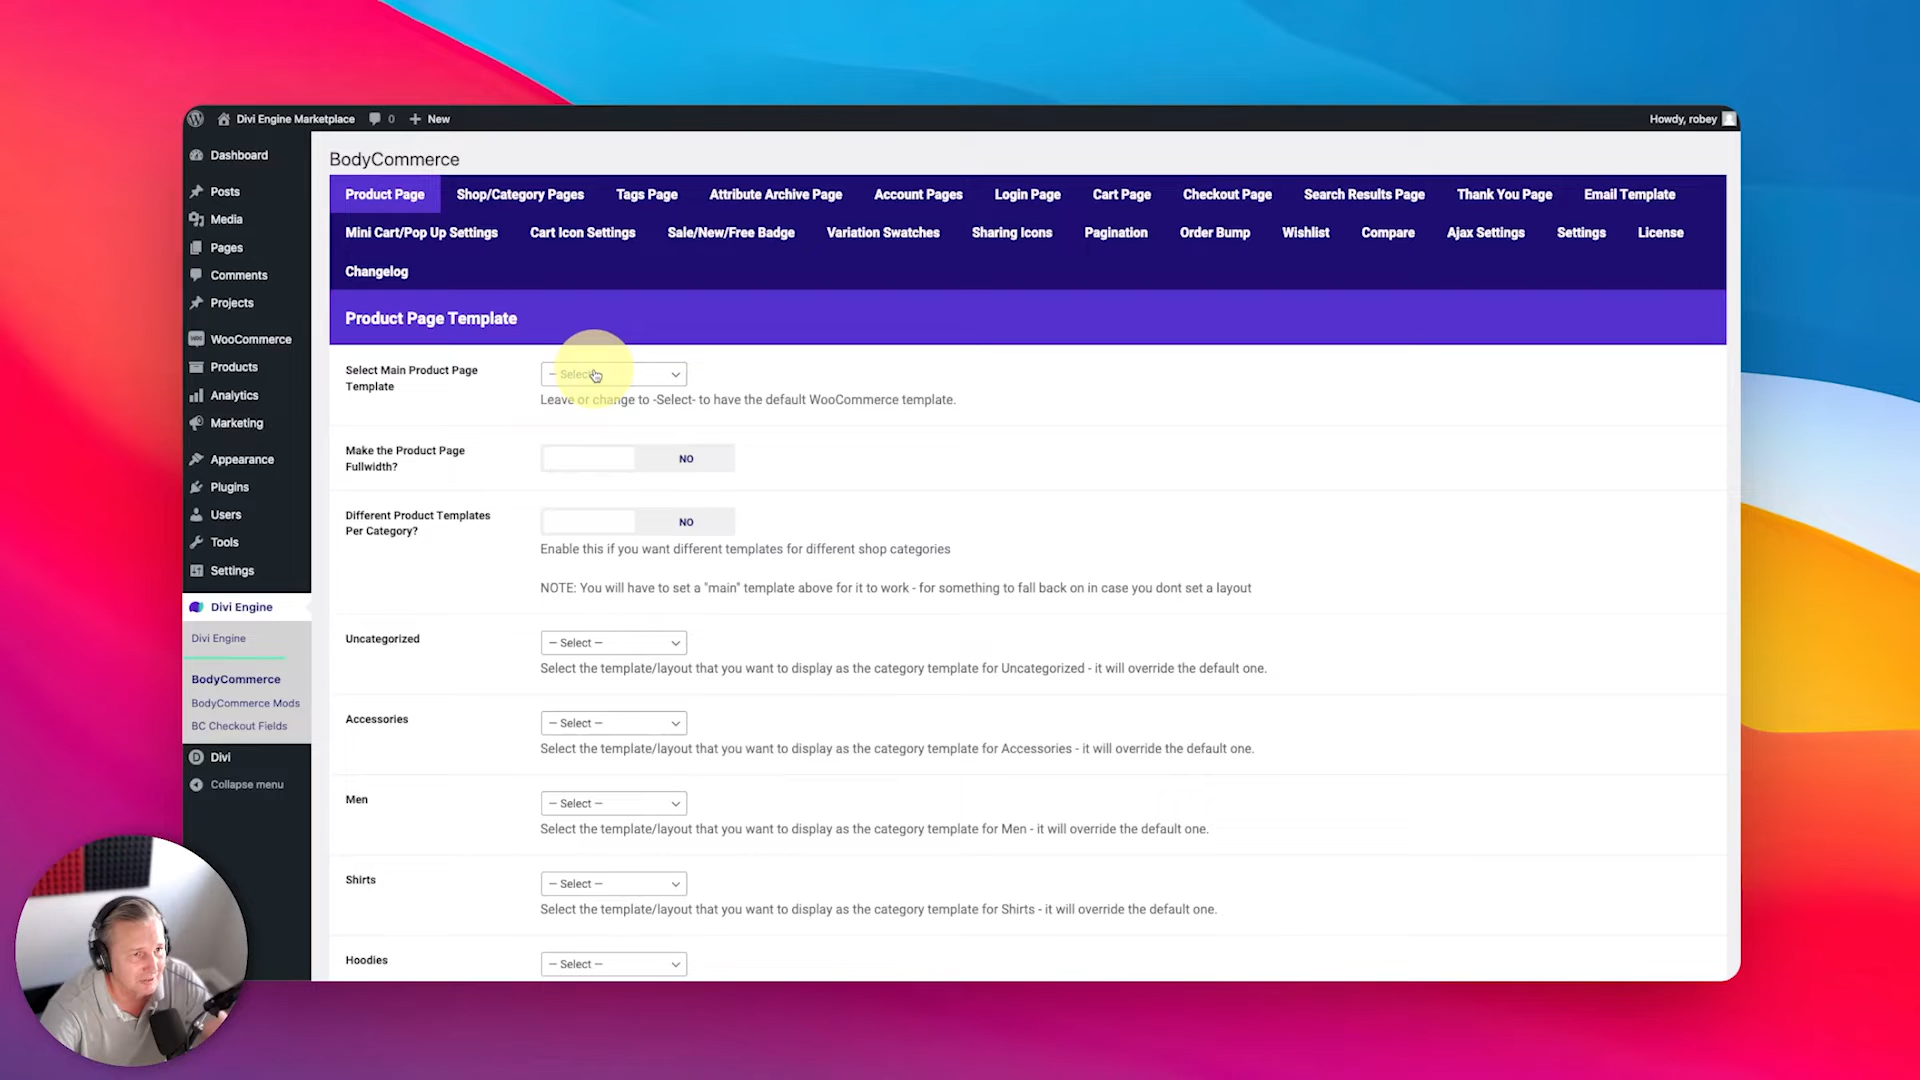 Divi Engine Marketplace 0 + New
Howdy, robey
Dashboard
Posts
Media
Pages
Comments
Projects
WooCommerce
Products
Analytics
Marketing
Appearance
Plugins
Users
Tools
Settings
Divi Engine
Divi Engine
BodyCommerce
BodyCommerce Mods
BC Checkout Fields
Divi
Collapse menu
BodyCommerce
Product Page Shop/Category Pages Tags Page Attribute Archive Page Account Pages Login Page Cart Page Checkout Page Search Results Page Thank You Page Email Template
Mini Cart/Pop Up Settings Cart Icon Settings Sale/New/Free Badge Variation Swatches Sharing Icons Pagination Order Bump Wishlist Compare Ajax Settings Settings License
Changelog
Product Page Template
Select Main Product Page
Template
— Select
Leave or change to -Select- to have the default WooCommerce template.
Make the Product Page
Fullwidth?
NO
Different Product Templates
Per Category?
NO
Enable this if you want different templates for different shop categories
NOTE: You will have to set a "main" template above for it to work - for something to fall back on in case you dont set a layout
Uncategorized
— Select —
Select the template/layout that you want to display as the category template for Uncategorized - it will override the default one.
Accessories
— Select —
Select the template/layout that you want to display as the category template for Accessories - it will override the default one.
Men
— Select —
Select the template/layout that you want to display as the category template for Men - it will override the default one.
Shirts
— Select —
Select the template/layout that you want to display as the category template for Shirts - it will override the default one.
Hoodies
— Select —